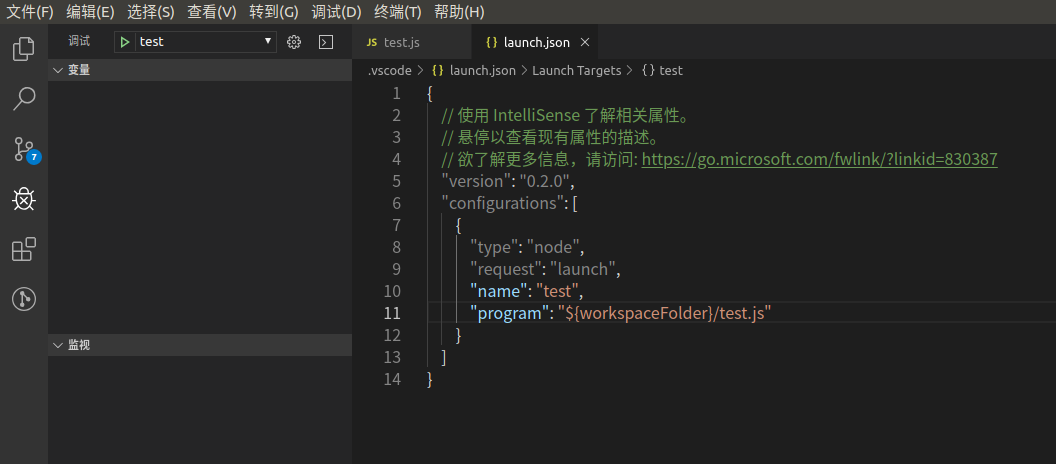 文件(F) 编辑(E) 选择(S) 查看(V) 转到(G) 调试(D) 终端(T) 帮助(H)
调试 test
JS test.js {} launch.json
.vscode > {} launch.json > Launch Targets > {} test
变量
监视
7
1 {
2 // 使用 IntelliSense 了解相关属性。
3 // 悬停以查看现有属性的描述。
4 // 欲了解更多信息，请访问: https://go.microsoft.com/fwlink/?linkid=830387
5 "version": "0.2.0",
6 "configurations": [
7 {
8 "type": "node",
9 "request": "launch",
10 "name": "test",
11 "program": "${workspaceFolder}/test.js"
12 }
13 ]
14 }